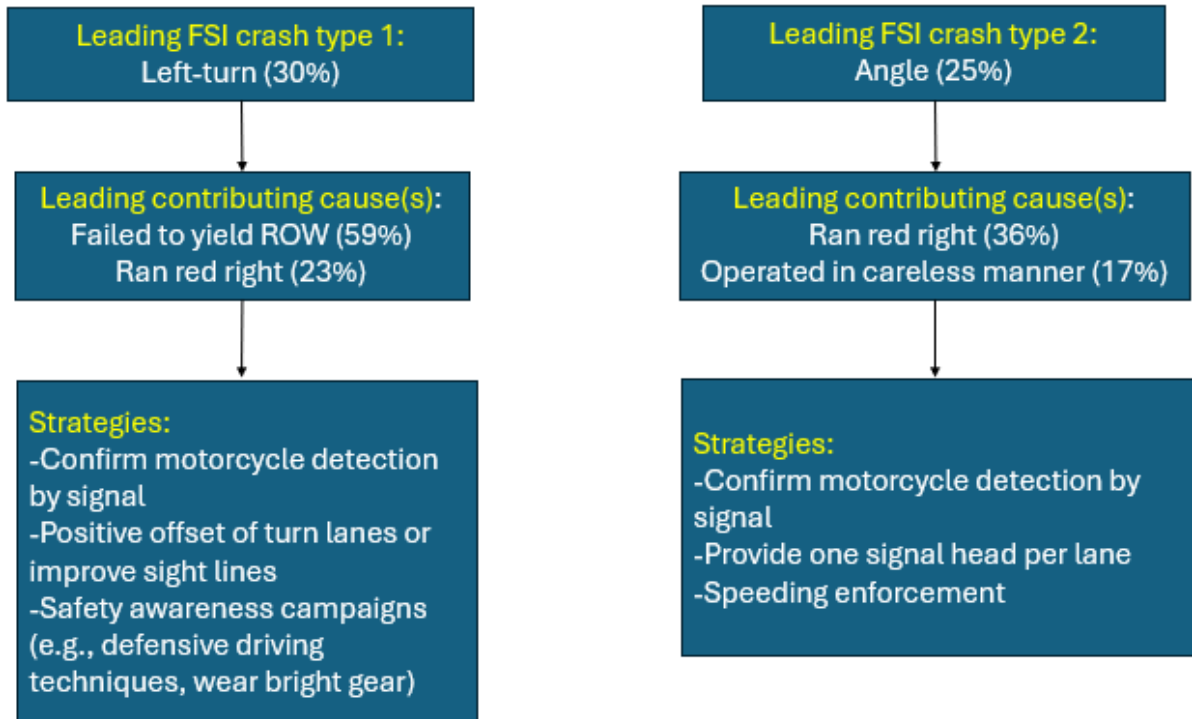 Leading FSI crash type 1:
Left-turn (30%)
Leading contributing cause(s):
Failed to yield ROW (59%)
Ran red right (23%)
Strategies:
-Confirm motorcycle detection
by signal
-Positive offset of turn lanes or
improve sight lines
-Safety awareness campaigns
(e.g., defensive driving
techniques, wear bright gear)
Leading FSI crash type 2:
Angle (25%)
Leading contributing cause(s):
Ran red right (36%)
Operated in careless manner (17%)
Strategies:
-Confirm motorcycle detection by
signal
-Provide one signal head per lane
-Speeding enforcement